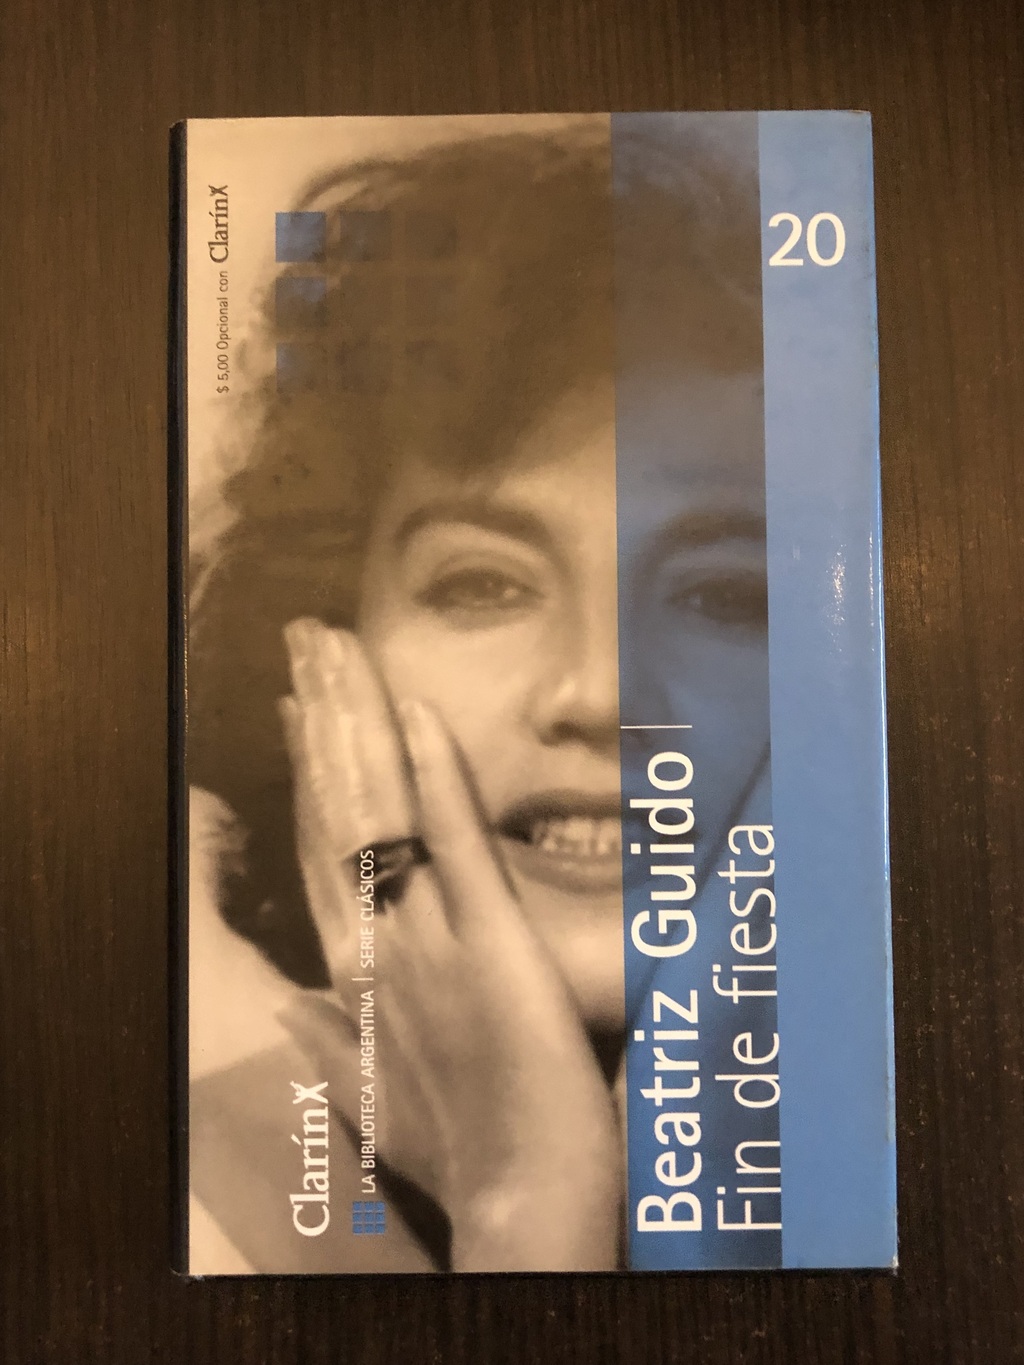 $ 5,00 Opcional con Clarín
Clarín
LA BIBLIOTECA ARGENTINA | SERIE CLÁSICOS
Beatriz Guido |
Fin de fiesta
20